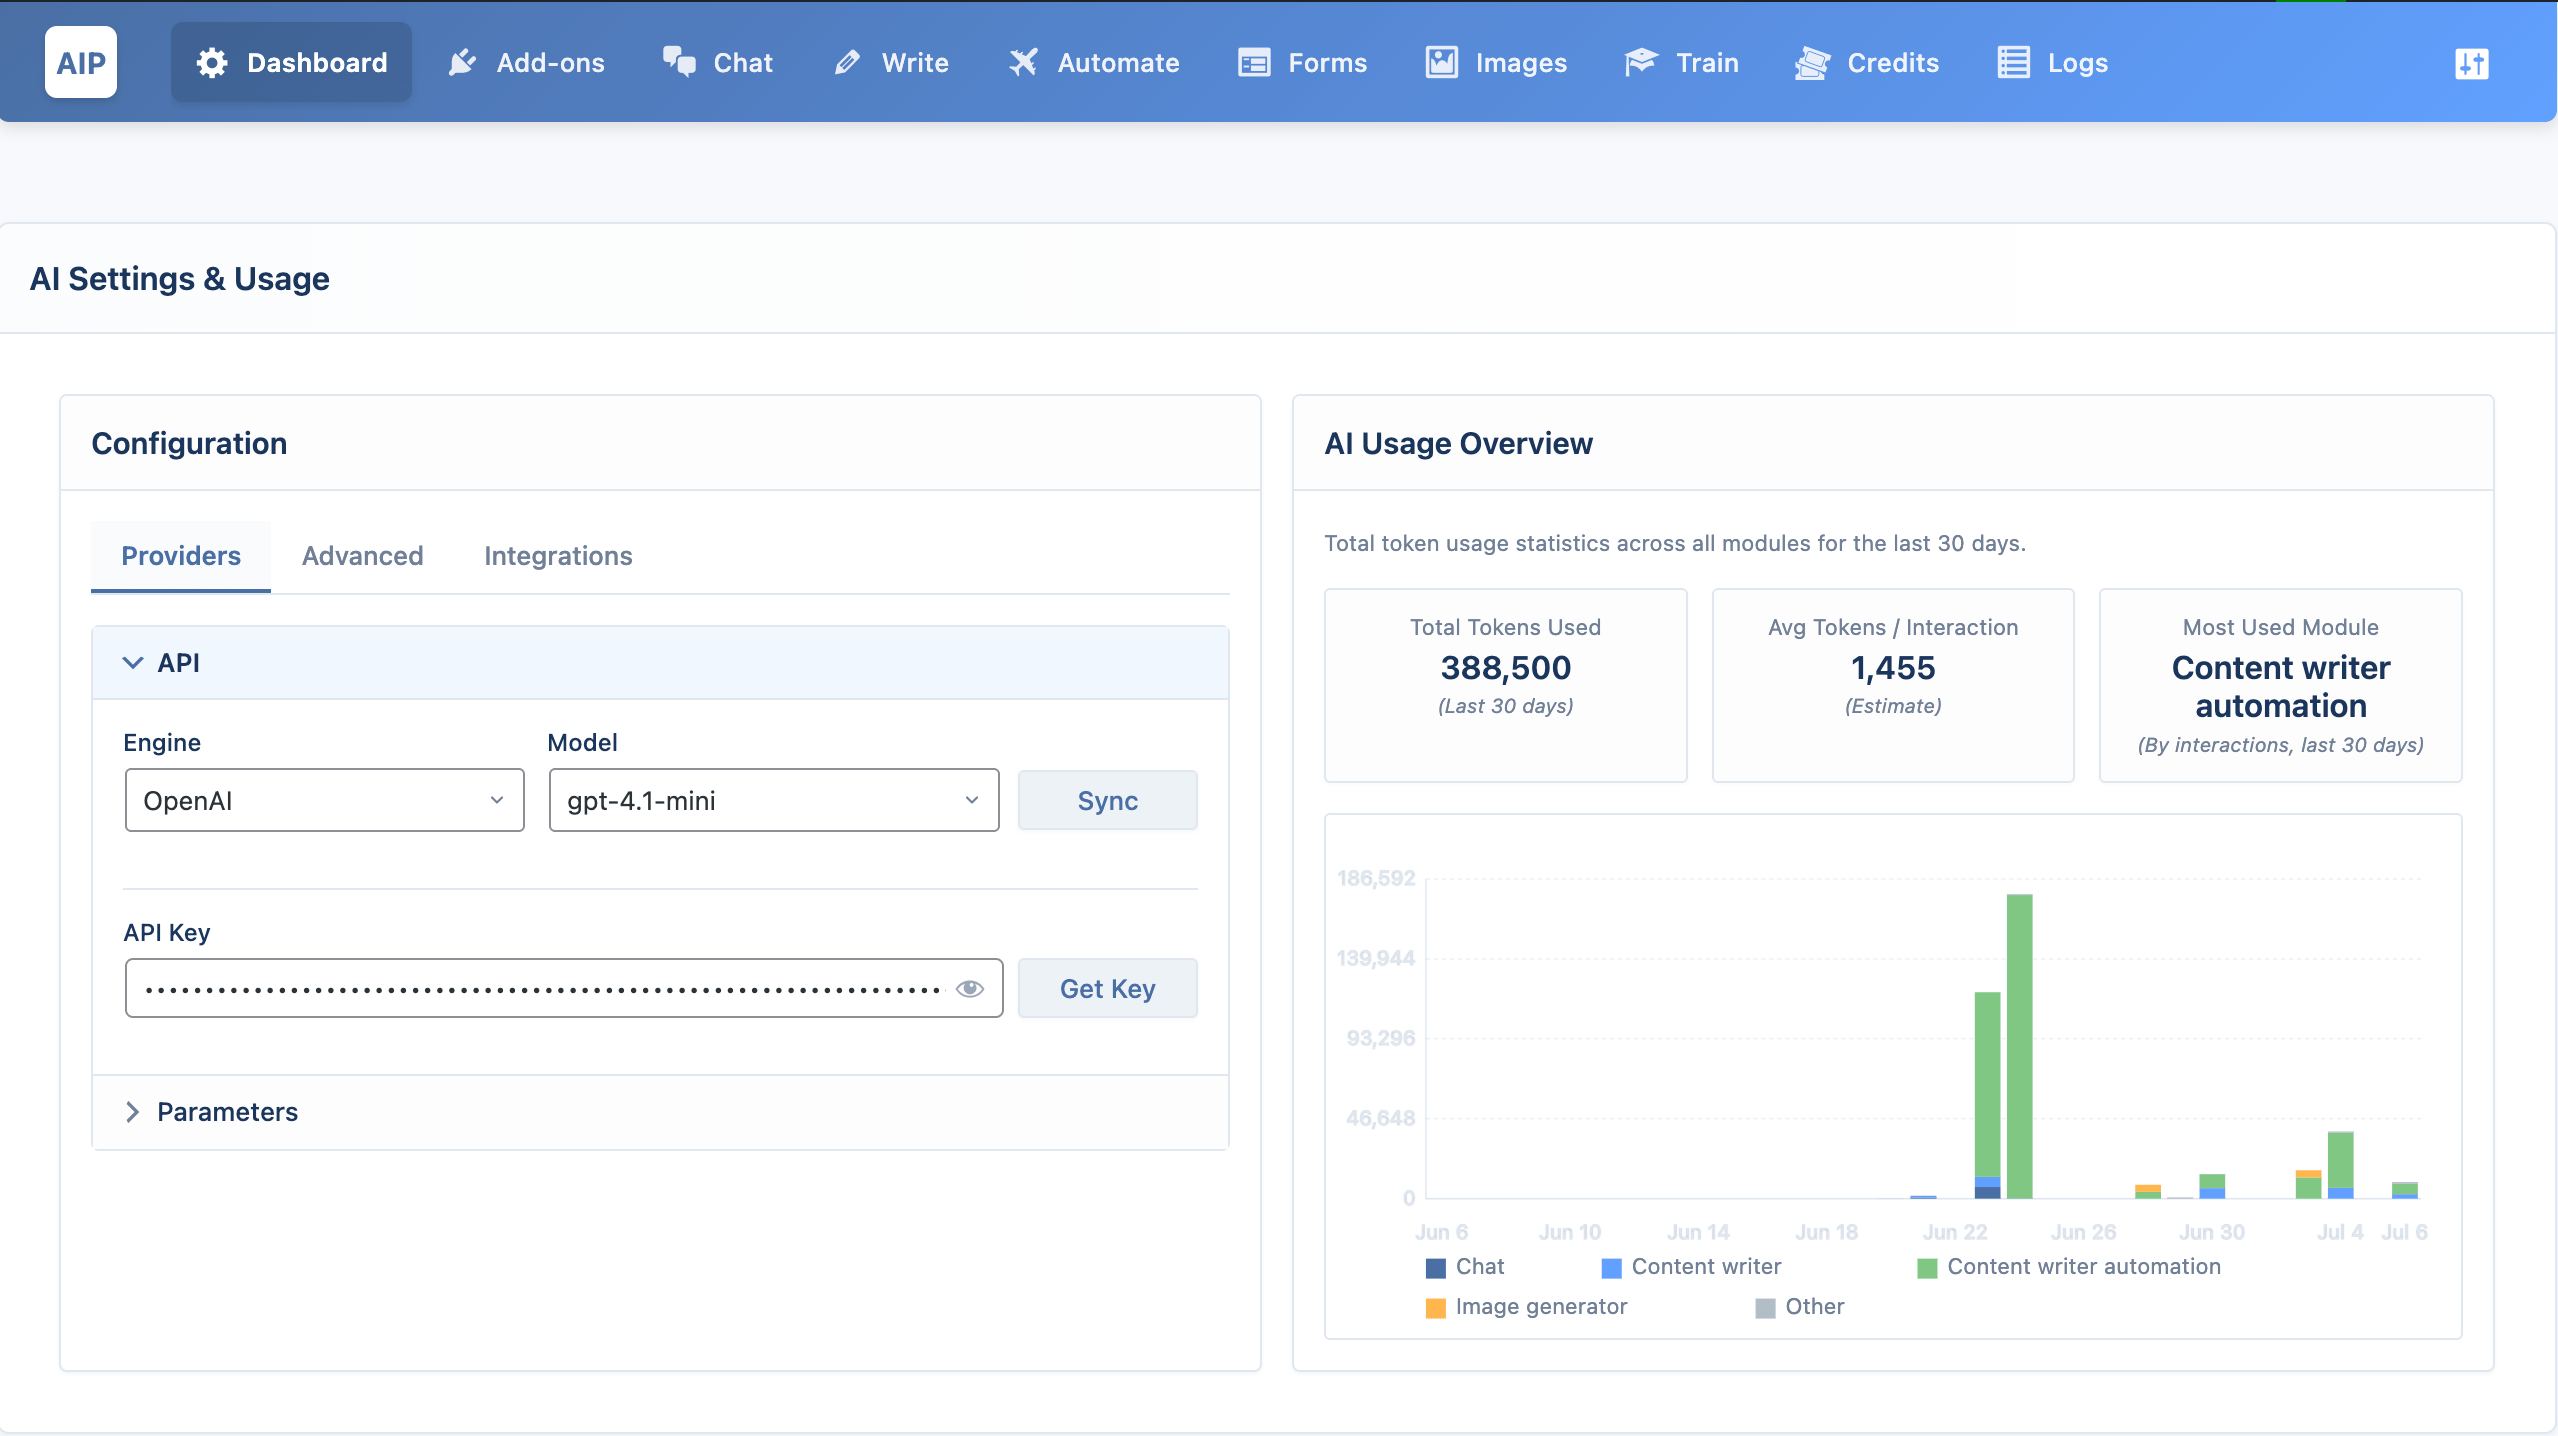 AIP
Dashboard
Add-ons
Chat
Write
Automate
Forms
Images
Train
Credits
Logs
AI Settings & Usage
Configuration
Providers
Advanced
Integrations
API
Engine
Model
OpenAI
gpt-4.1-mini
Sync
API Key
Get Key
Parameters
AI Usage Overview
Total token usage statistics across all modules for the last 30 days.
Total Tokens Used
388,500
(Last 30 days)
Avg Tokens / Interaction
1,455
(Estimate)
Most Used Module
Content writer
automation
(By interactions, last 30 days)
186,592
139,944
93,296
46,648
0
Jun 6
Jun 10
Jun 14
Jun 18
Jun 22
Jun 26
Jun 30
Jul 4
Jul 6
Chat
Content writer
Content writer automation
Image generator
Other